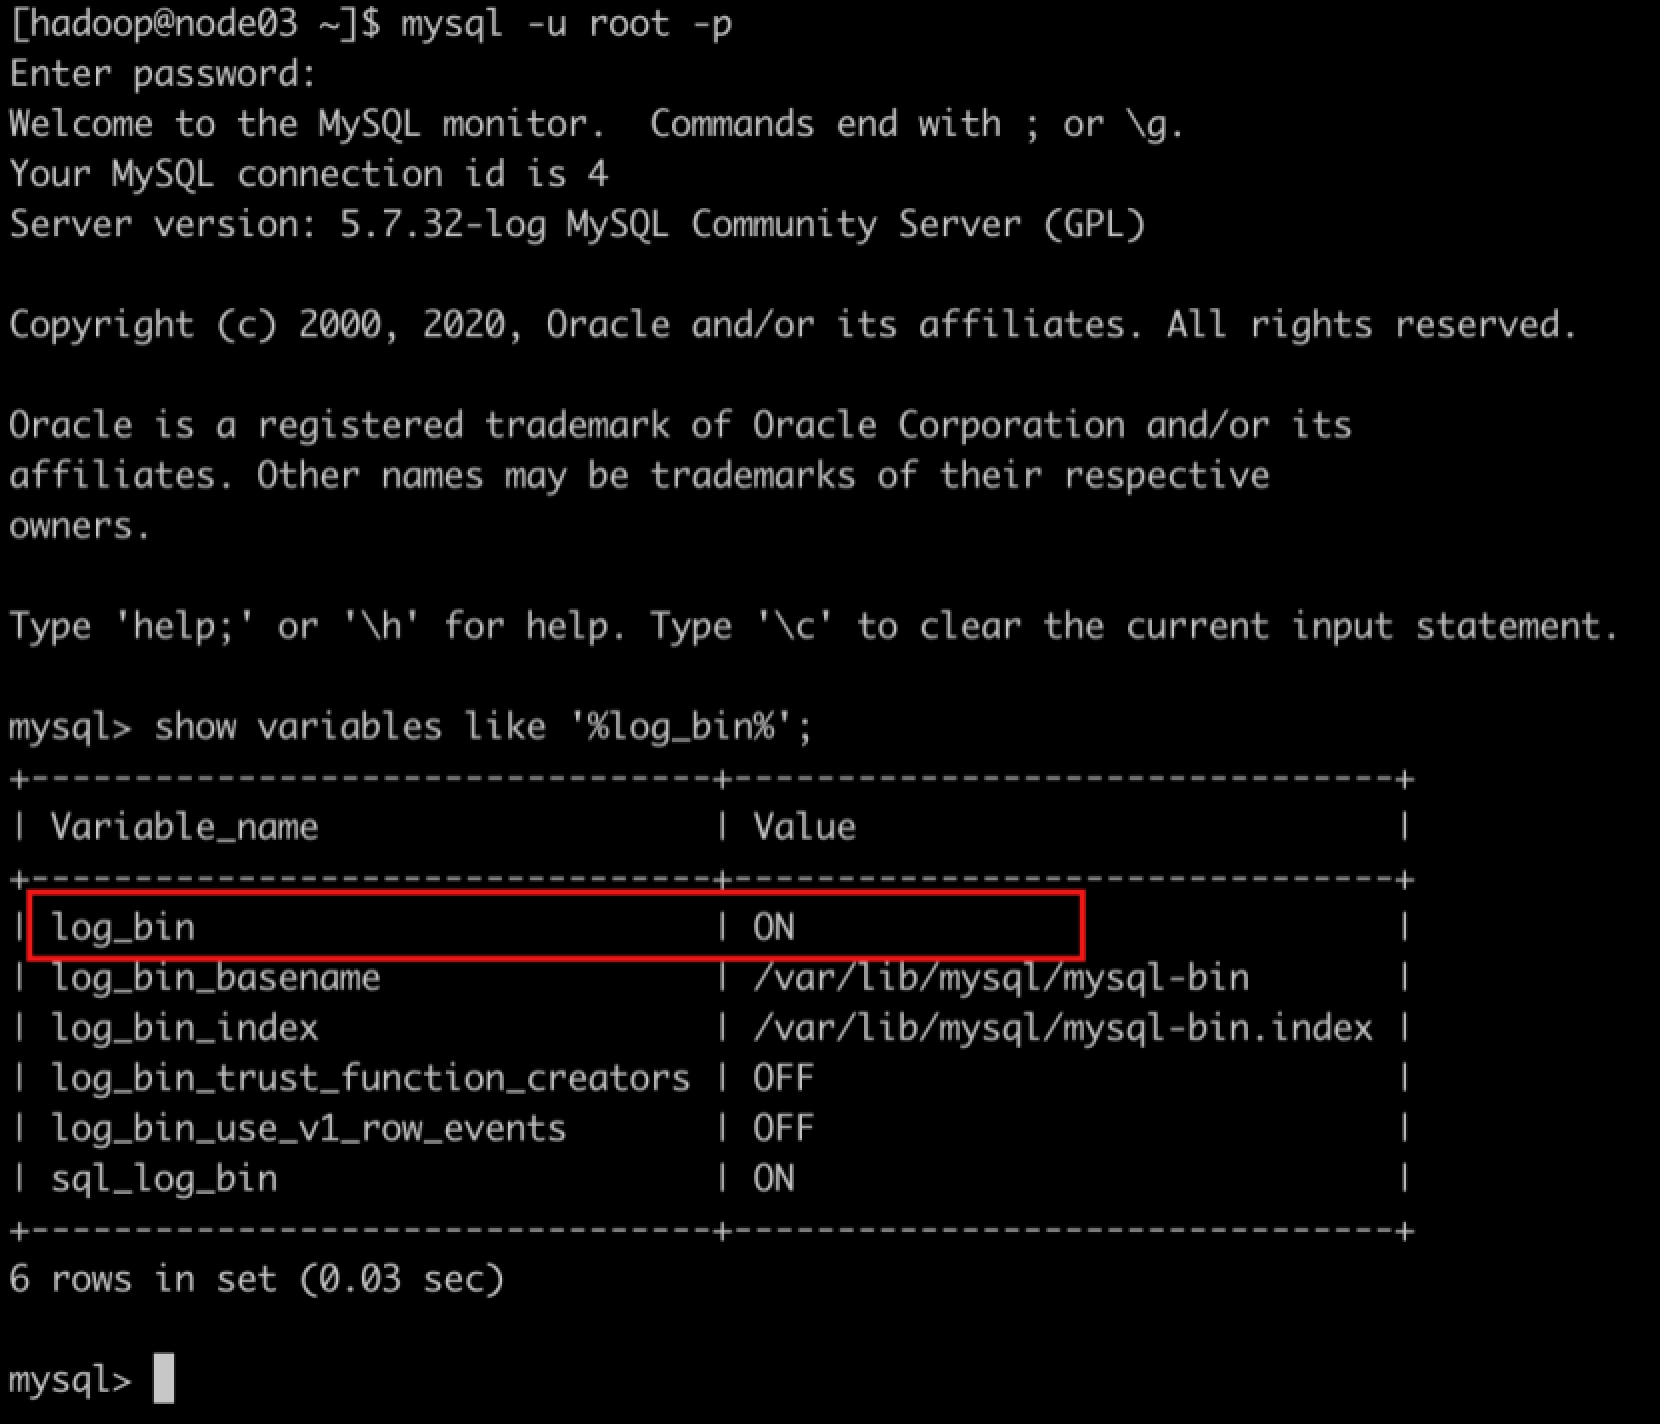 [hadoop@node03 ~]$ mysql -u root -p
Enter password:
Welcome to the MySQL monitor.  Commands end with ; or \g.
Your MySQL connection id is 4
Server version: 5.7.32-log MySQL Community Server (GPL)
Copyright (c) 2000, 2020, Oracle and/or its affiliates. All rights reserved.
Oracle is a registered trademark of Oracle Corporation and/or its
affiliates. Other names may be trademarks of their respective
owners.
Type 'help;' or '\h' for help. Type '\c' to clear the current input statement.
mysql> show variables like '%log_bin%';
+---------------------------------+--------------------------------+
| Variable_name                   | Value                          |
+---------------------------------+--------------------------------+
| log_bin                         | ON                             |
| log_bin_basename                | /var/lib/mysql/mysql-bin       |
| log_bin_index                   | /var/lib/mysql/mysql-bin.index |
| log_bin_trust_function_creators | OFF                            |
| log_bin_use_v1_row_events       | OFF                            |
| sql_log_bin                     | ON                             |
+---------------------------------+--------------------------------+
6 rows in set (0.03 sec)
mysql>